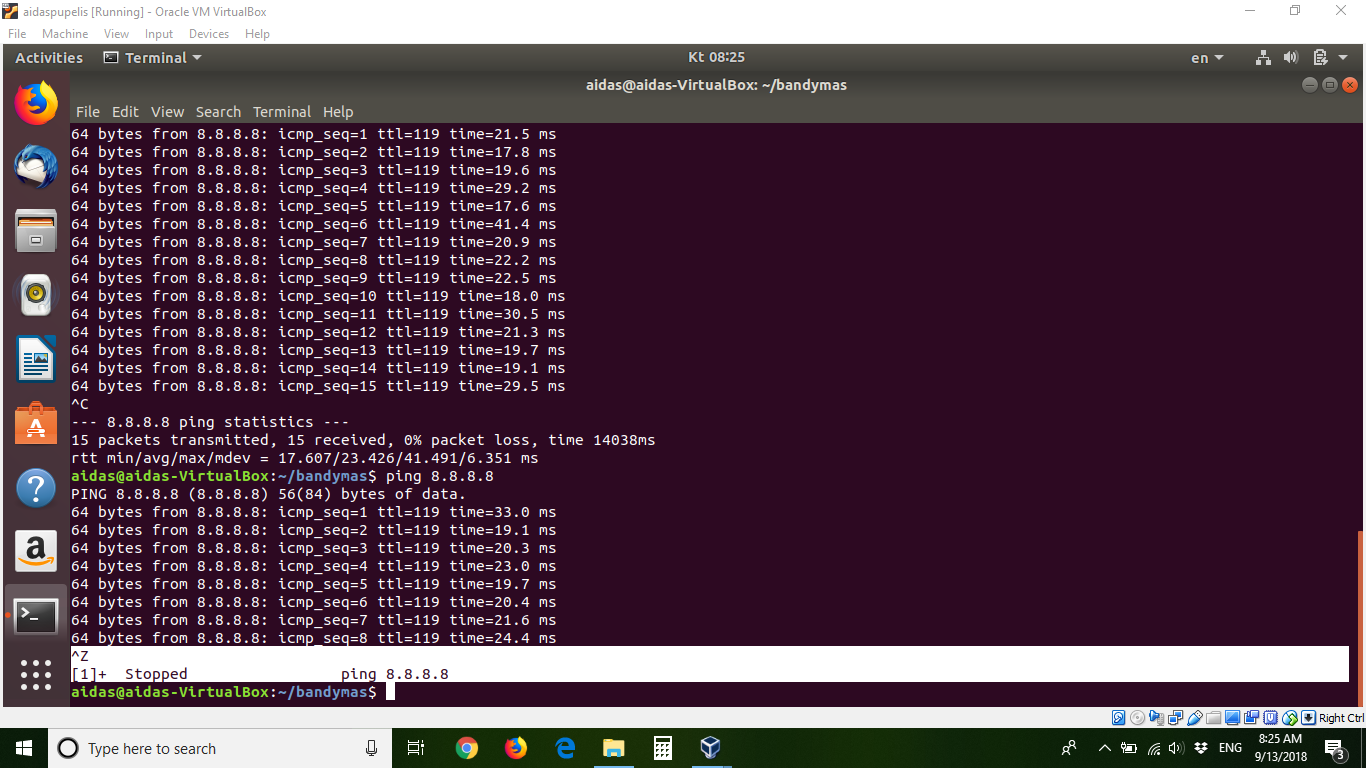 aidaspupelis [Running] - Oracle VM VirtualBox
File Machine View Input Devices Help
Activities Terminal Kt 08:25 en
aidas@aidas-VirtualBox: ~/bandymas
File Edit View Search Terminal Help
64 bytes from 8.8.8.8: icmp_seq=1 ttl=119 time=21.5 ms
64 bytes from 8.8.8.8: icmp_seq=2 ttl=119 time=17.8 ms
64 bytes from 8.8.8.8: icmp_seq=3 ttl=119 time=19.6 ms
64 bytes from 8.8.8.8: icmp_seq=4 ttl=119 time=29.2 ms
64 bytes from 8.8.8.8: icmp_seq=5 ttl=119 time=17.6 ms
64 bytes from 8.8.8.8: icmp_seq=6 ttl=119 time=41.4 ms
64 bytes from 8.8.8.8: icmp_seq=7 ttl=119 time=20.9 ms
64 bytes from 8.8.8.8: icmp_seq=8 ttl=119 time=22.2 ms
64 bytes from 8.8.8.8: icmp_seq=9 ttl=119 time=22.5 ms
64 bytes from 8.8.8.8: icmp_seq=10 ttl=119 time=18.0 ms
64 bytes from 8.8.8.8: icmp_seq=11 ttl=119 time=30.5 ms
64 bytes from 8.8.8.8: icmp_seq=12 ttl=119 time=21.3 ms
64 bytes from 8.8.8.8: icmp_seq=13 ttl=119 time=19.7 ms
64 bytes from 8.8.8.8: icmp_seq=14 ttl=119 time=19.1 ms
64 bytes from 8.8.8.8: icmp_seq=15 ttl=119 time=29.5 ms
^C
--- 8.8.8.8 ping statistics ---
15 packets transmitted, 15 received, 0% packet loss, time 14038ms
rtt min/avg/max/mdev = 17.607/23.426/41.491/6.351 ms
aidas@aidas-VirtualBox:~/bandymas$ ping 8.8.8.8
PING 8.8.8.8 (8.8.8.8) 56(84) bytes of data.
64 bytes from 8.8.8.8: icmp_seq=1 ttl=119 time=33.0 ms
64 bytes from 8.8.8.8: icmp_seq=2 ttl=119 time=19.1 ms
64 bytes from 8.8.8.8: icmp_seq=3 ttl=119 time=20.3 ms
64 bytes from 8.8.8.8: icmp_seq=4 ttl=119 time=23.0 ms
64 bytes from 8.8.8.8: icmp_seq=5 ttl=119 time=19.7 ms
64 bytes from 8.8.8.8: icmp_seq=6 ttl=119 time=20.4 ms
64 bytes from 8.8.8.8: icmp_seq=7 ttl=119 time=21.6 ms
64 bytes from 8.8.8.8: icmp_seq=8 ttl=119 time=24.4 ms
^Z
[1]+ Stopped ping 8.8.8.8
aidas@aidas-VirtualBox:~/bandymas$
Right Ctrl
Type here to search
ENG
8:25 AM
9/13/2018
3